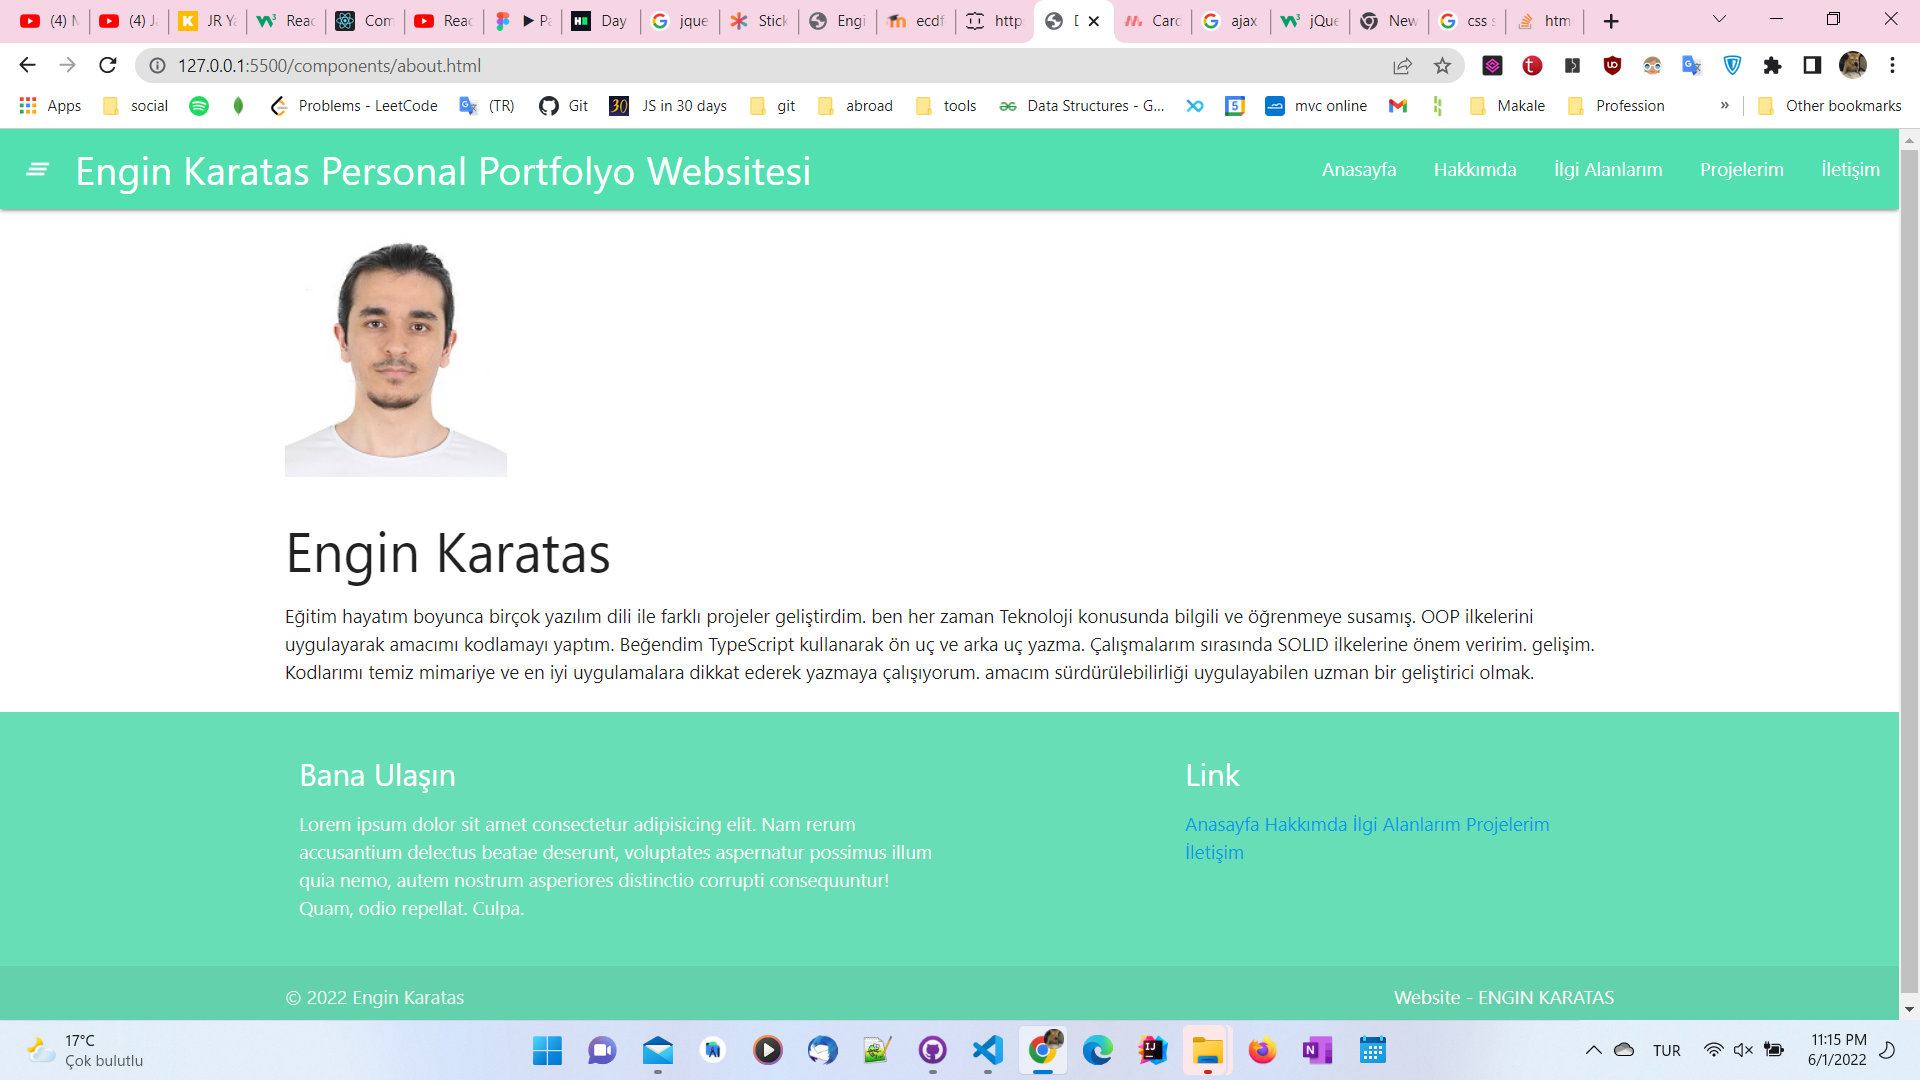 (4) M
(4) Ja
JR Ya
Reac
Com
Reac
▶ Pa
Day
jque
Stick
Engi
ecdf
http
D
Card
ajax
jQue
New
css s
htm
127.0.0.1:5500/components/about.html
Apps
social
Problems - LeetCode
(TR)
Git
30
JS in 30 days
git
abroad
tools
Data Structures - G...
5
mvc online
Makale
Profession
»
Other bookmarks
Engin Karatas Personal Portfolyo Websitesi
Anasayfa
Hakkımda
İlgi Alanlarım
Projelerim
İletişim
Engin Karatas
Eğitim hayatım boyunca birçok yazılım dili ile farklı projeler geliştirdim. ben her zaman Teknoloji konusunda bilgili ve öğrenmeye susamış. OOP ilkelerini
uygulayarak amacımı kodlamayı yaptım. Beğendim TypeScript kullanarak ön uç ve arka uç yazma. Çalışmalarım sırasında SOLID ilkelerine önem veririm. gelişim.
Kodlarımı temiz mimariye ve en iyi uygulamalara dikkat ederek yazmaya çalışıyorum. amacım sürdürülebilirliği uygulayabilen uzman bir geliştirici olmak.
Bana Ulaşın
Lorem ipsum dolor sit amet consectetur adipisicing elit. Nam rerum
accusantium delectus beatae deserunt, voluptates aspernatur possimus illum
quia nemo, autem nostrum asperiores distinctio corrupti consequuntur!
Quam, odio repellat. Culpa.
Link
Anasayfa Hakkımda İlgi Alanlarım Projelerim
İletişim
© 2022 Engin Karatas
Website - ENGIN KARATAS
17°C
Çok bulutlu
TUR
11:15 PM
6/1/2022